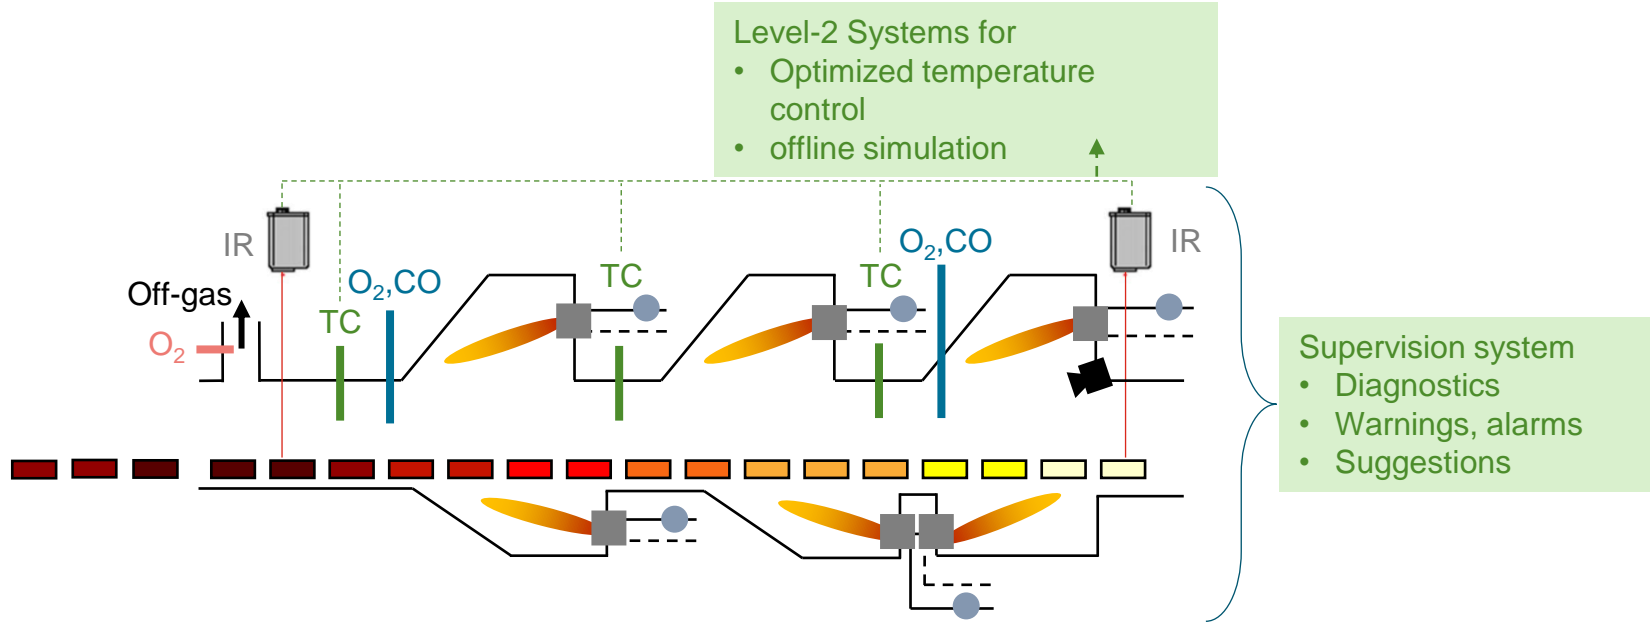 Level-2 Systems for
• Optimized temperature
control
• offline simulation
IR
O₂,CO
IR
TC
TC
O₂,CO
Off-gas
TC
O₂
Supervision system
• Diagnostics
• Warnings, alarms
• Suggestions